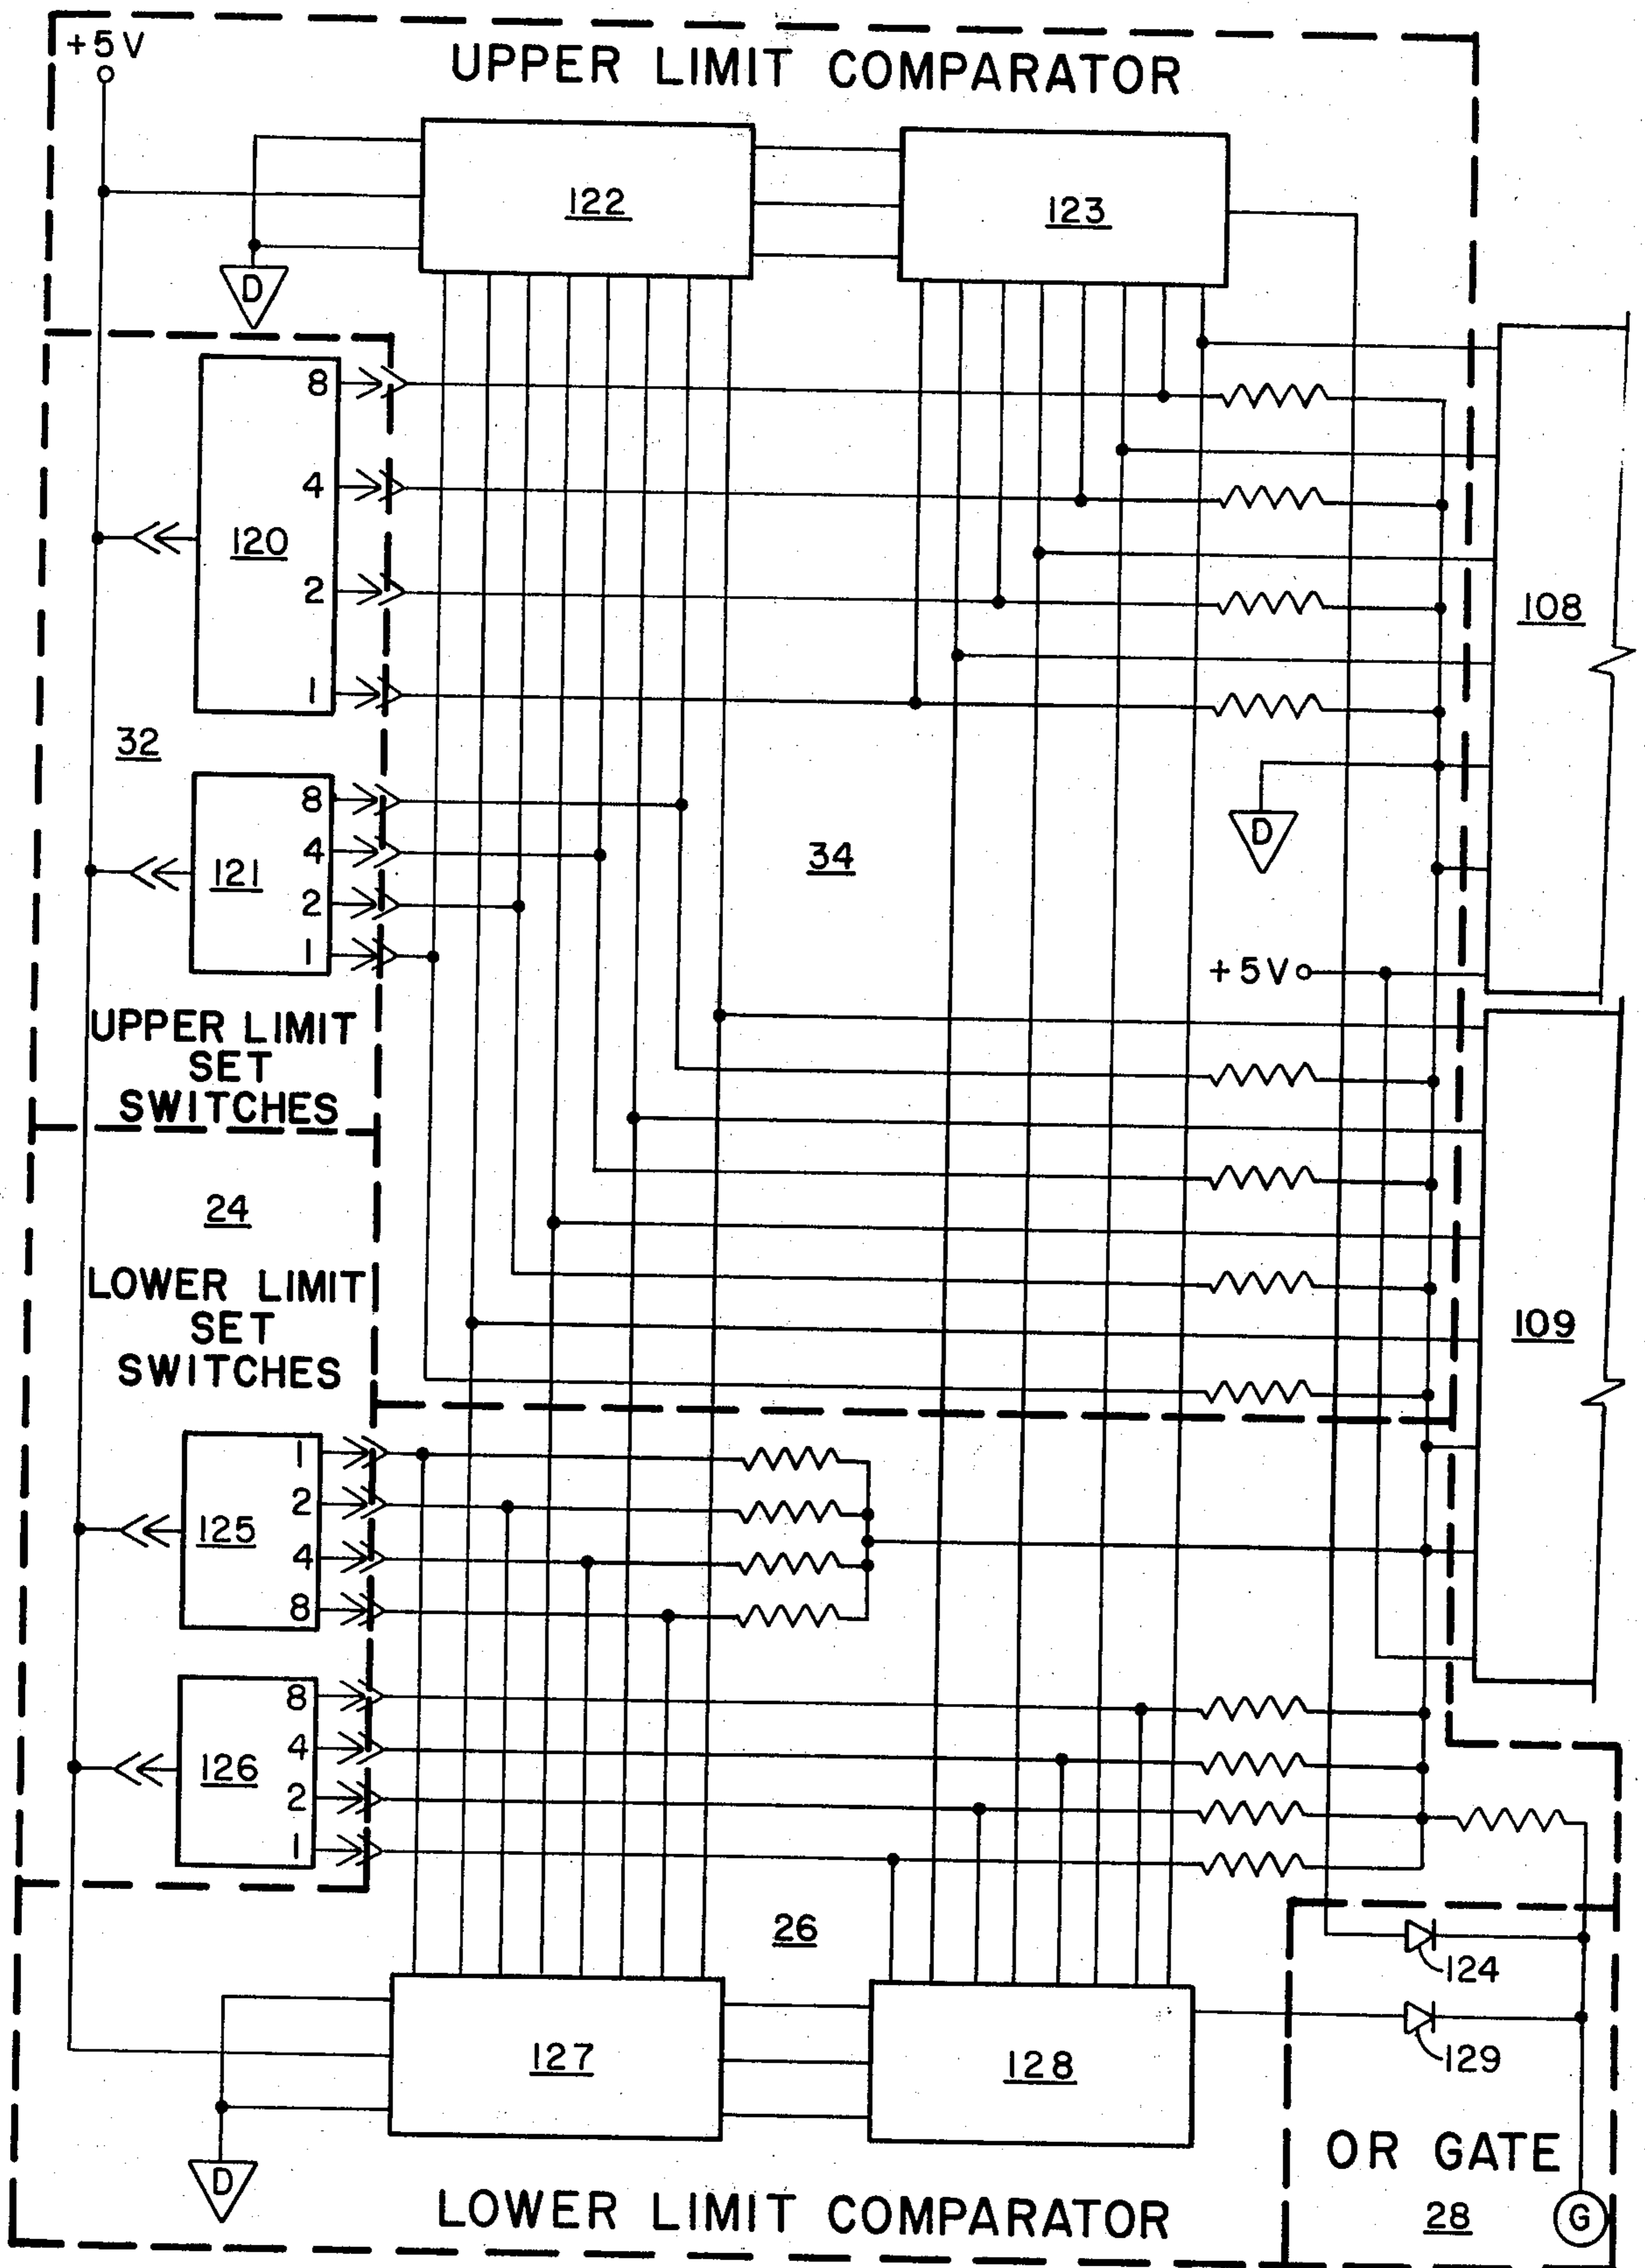 +5V
UPPER LIMIT COMPARATOR
122
123
D
8
4
120
2
1
108
32
8
4
121
2
1
34
D
+5V
UPPER LIMIT
SET
SWITCHES
24
LOWER LIMIT
SET
SWITCHES
109
1
2
125
4
8
8
4
126
2
1
26
124
127
128
129
D
OR GATE
LOWER LIMIT COMPARATOR
28
G